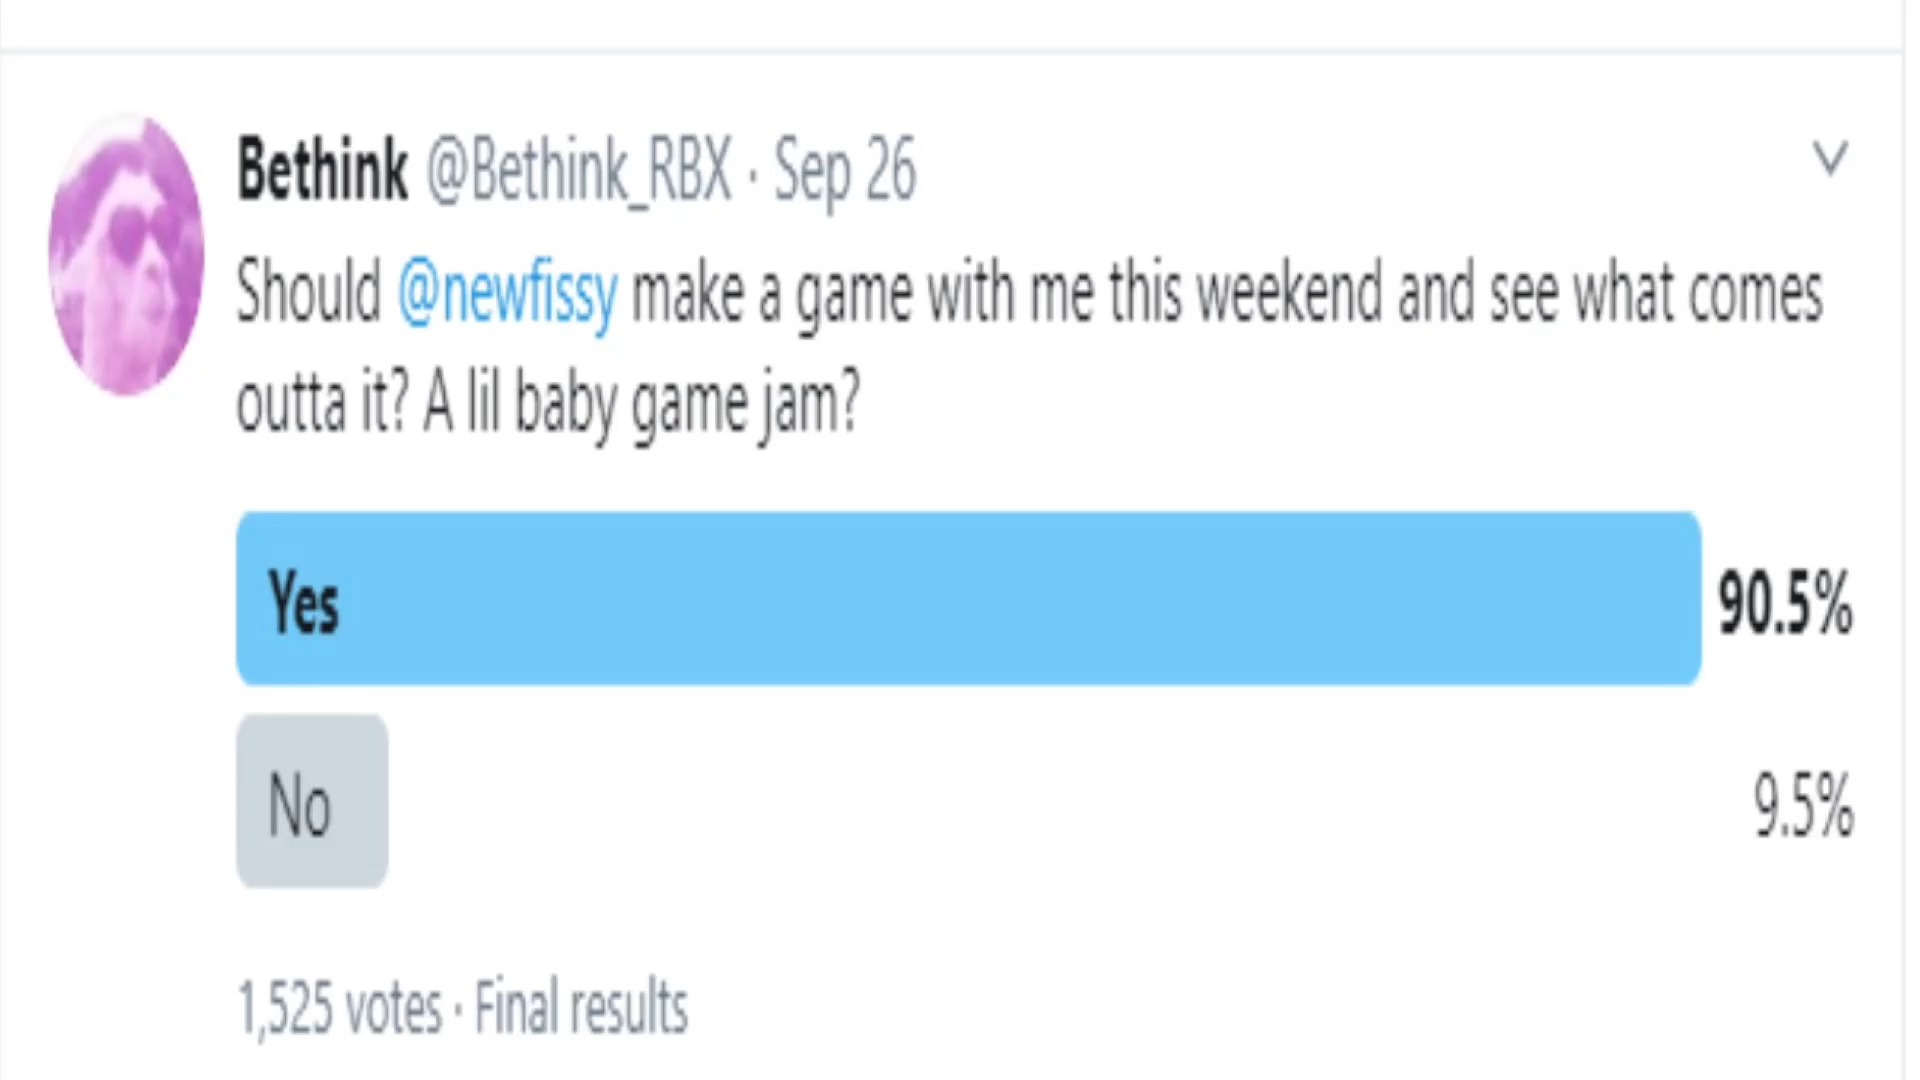 Bethink @Bethink_RBX · Sep 26
Should @newfissy make a game with me this weekend and see what comes
outta it? A lil baby game jam?
Yes 90.5%
No 9.5%
1,525 votes · Final results